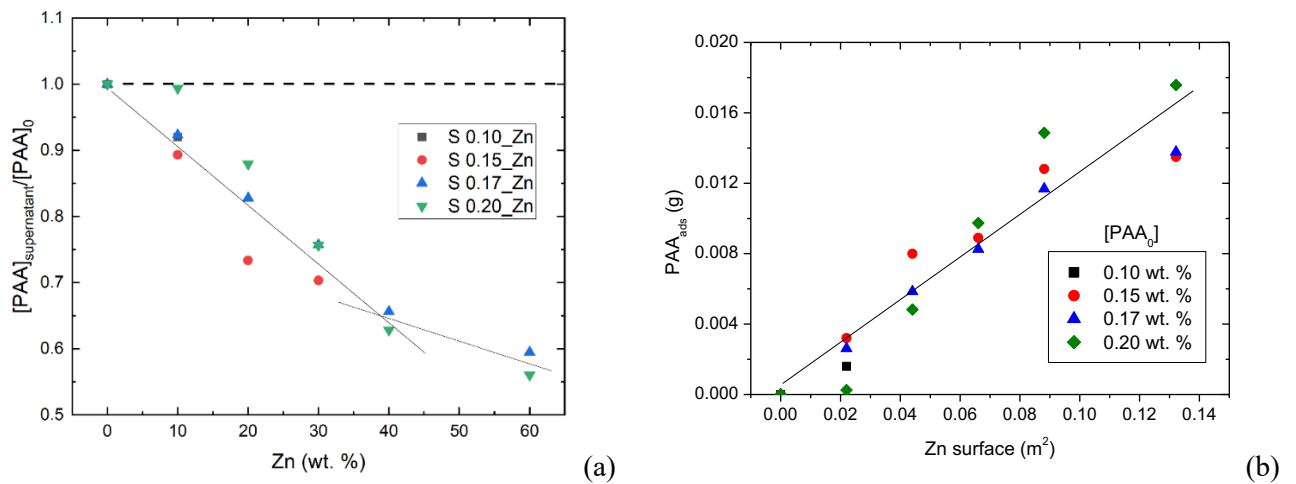 1.1
1.0
0.9
0.8
0.7
0.6
0.5
[PAA]supernatant/[PAA]0
S 0.10_Zn
S 0.15_Zn
S 0.17_Zn
S 0.20_Zn
0 10 20 30 40 50 60
Zn (wt. %)
(a)
0.020
0.016
0.012
0.008
0.004
0.000
PAAads (g)
[PAA0]
0.10 wt. %
0.15 wt. %
0.17 wt. %
0.20 wt. %
0.00 0.02 0.04 0.06 0.08 0.10 0.12 0.14
Zn surface (m²)
(b)